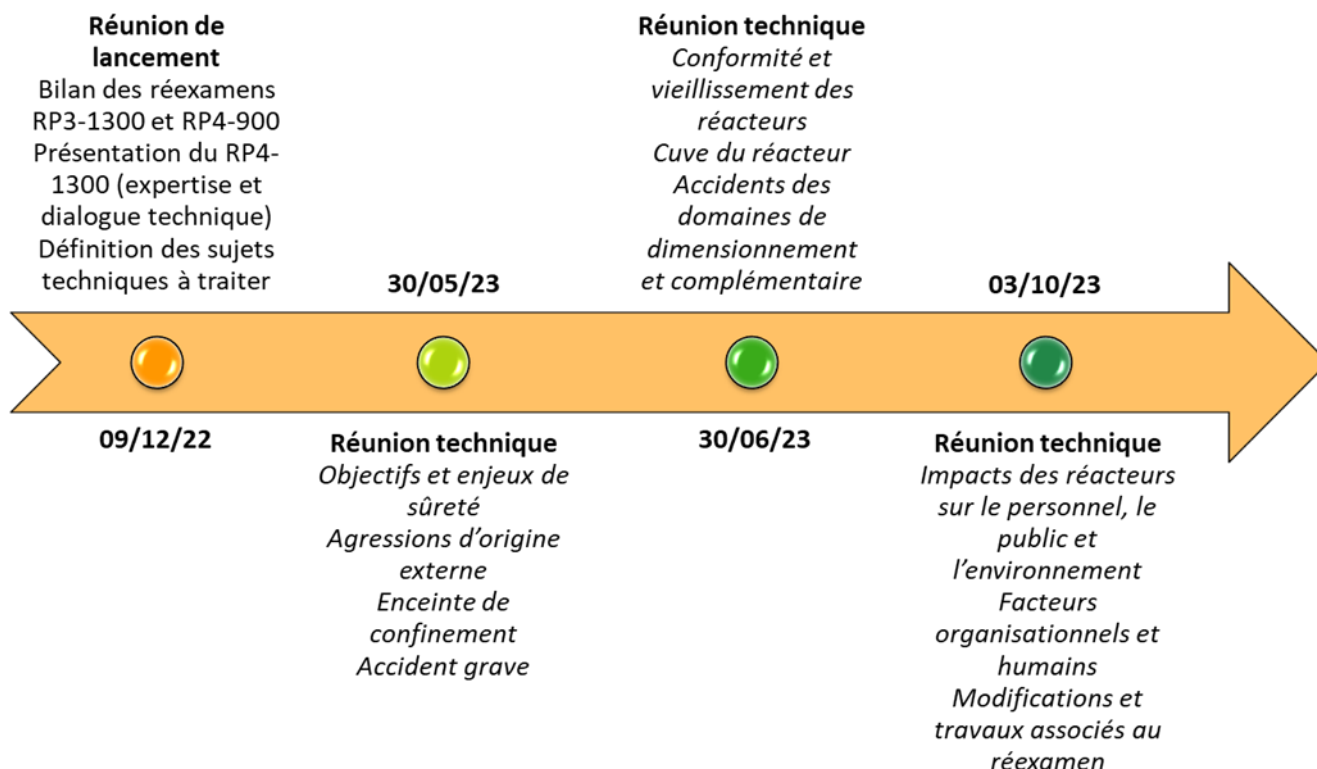 Réunion de
lancement
Bilan des réexamens
RP3-1300 et RP4-900
Présentation du RP4-
1300 (expertise et
dialogue technique)
Définition des sujets
techniques à traiter
09/12/22
30/05/23
Réunion technique
Objectifs et enjeux de
sûreté
Agressions d’origine
externe
Enceinte de
confinement
Accident grave
Réunion technique
Conformité et
vieillissement des
réacteurs
Cuve du réacteur
Accidents des
domaines de
dimensionnement
et complémentaire
30/06/23
03/10/23
Réunion technique
Impacts des réacteurs
sur le personnel, le
public et
l’environnement
Facteurs
organisationnels et
humains
Modifications et
travaux associés au
réexamen